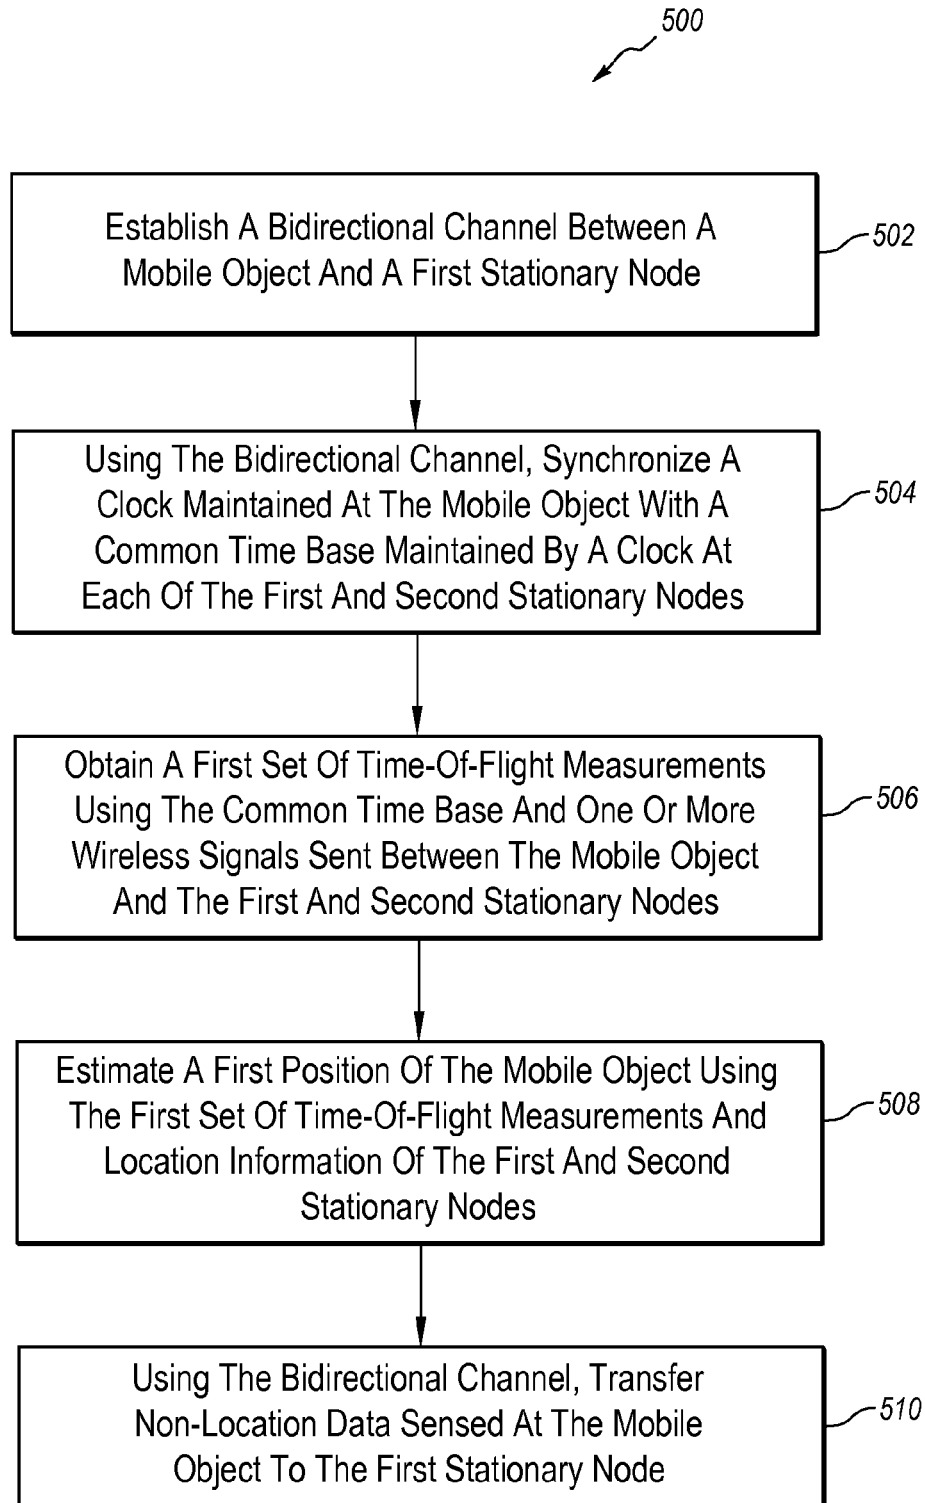 500
Establish A Bidirectional Channel Between A
Mobile Object And A First Stationary Node
502
Using The Bidirectional Channel, Synchronize A
Clock Maintained At The Mobile Object With A
Common Time Base Maintained By A Clock At
Each Of The First And Second Stationary Nodes
504
Obtain A First Set Of Time-Of-Flight Measurements
Using The Common Time Base And One Or More
Wireless Signals Sent Between The Mobile Object
And The First And Second Stationary Nodes
506
Estimate A First Position Of The Mobile Object Using
The First Set Of Time-Of-Flight Measurements And
Location Information Of The First And Second
Stationary Nodes
508
Using The Bidirectional Channel, Transfer
Non-Location Data Sensed At The Mobile
Object To The First Stationary Node
510